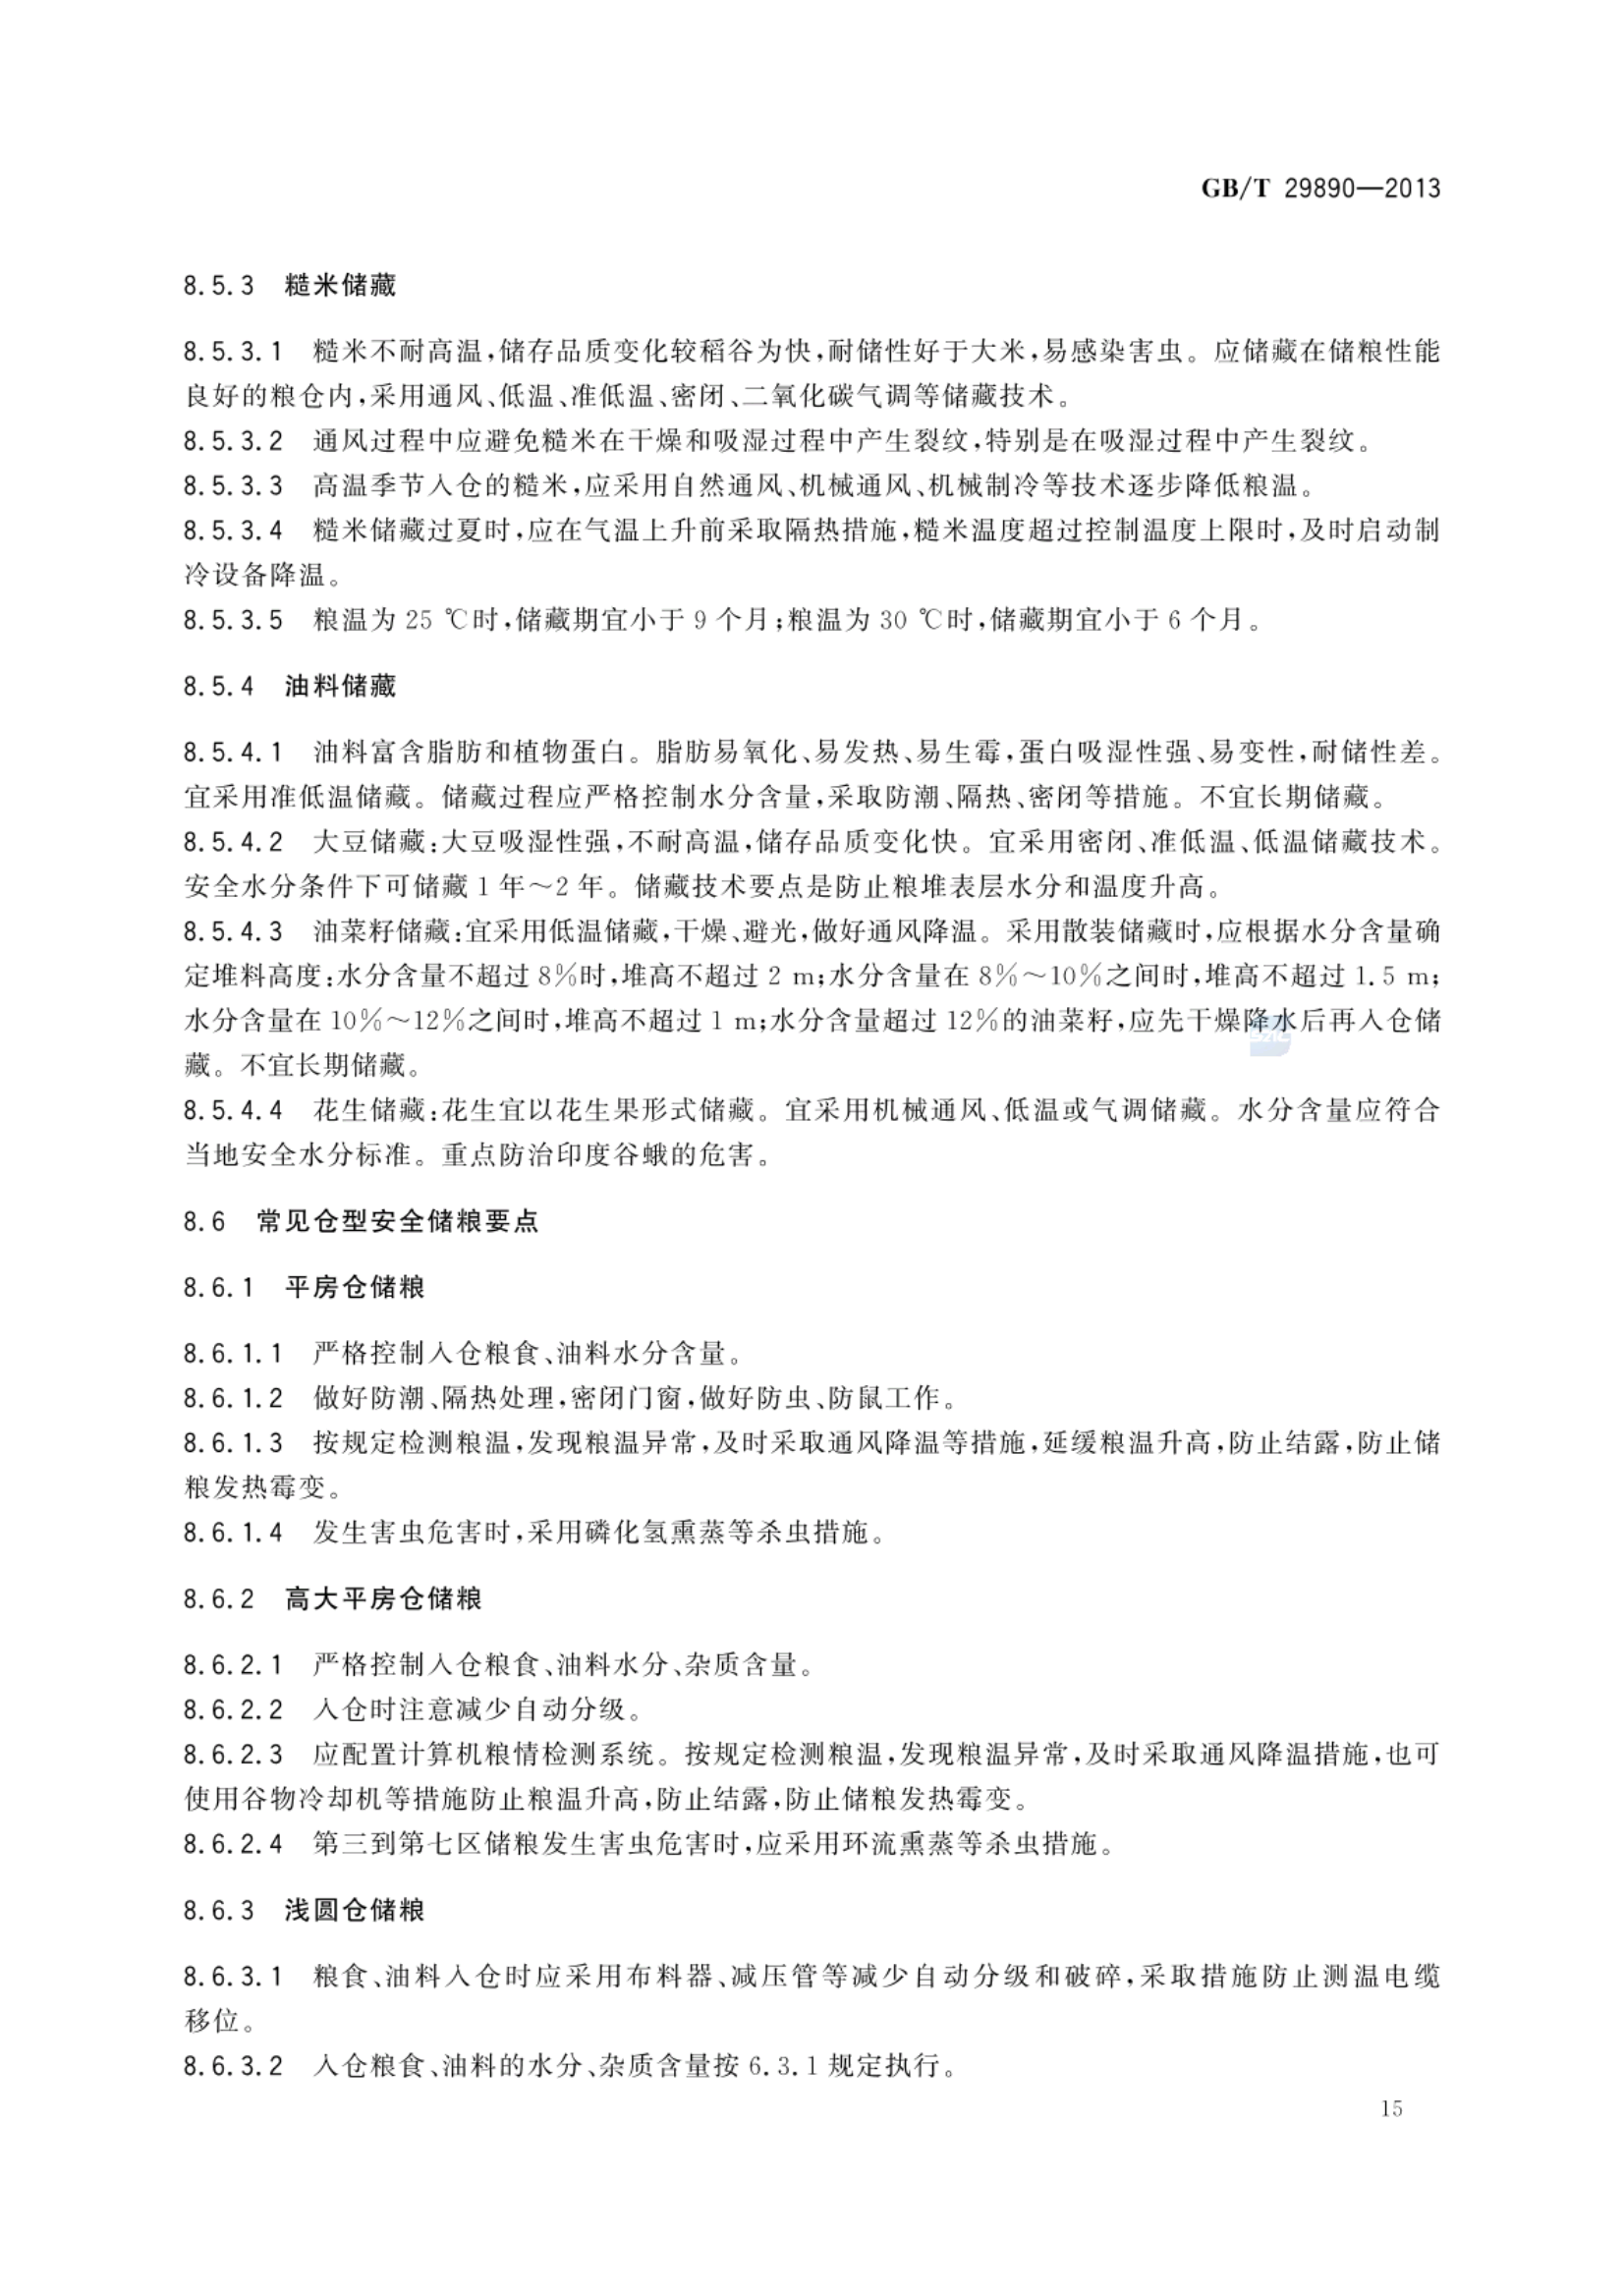 GB/T 29890—2013
8.5.3 糙米储藏
8.5.3.1 糙米不耐高温,储存品质变化较稻谷为快,耐储性好于大米,易感染害虫。应储藏在储粮性能
良好的粮仓内,采用通风、低温、准低温、密闭、二氧化碳气调等储藏技术。
8.5.3.2 通风过程中应避免糙米在干燥和吸湿过程中产生裂纹,特别是在吸湿过程中产生裂纹。
8.5.3.3 高温季节入仓的糙米,应采用自然通风、机械通风、机械制冷等技术逐步降低粮温。
8.5.3.4 糙米储藏过夏时,应在气温上升前采取隔热措施,糙米温度超过控制温度上限时,及时启动制
冷设备降温。
8.5.3.5 粮温为 25 ℃时,储藏期宜小于 9 个月;粮温为 30 ℃时,储藏期宜小于 6 个月。
8.5.4 油料储藏
8.5.4.1 油料富含脂肪和植物蛋白。脂肪易氧化、易发热、易生霉,蛋白吸湿性强、易变性,耐储性差。
宜采用准低温储藏。储藏过程应严格控制水分含量,采取防潮、隔热、密闭等措施。不宜长期储藏。
8.5.4.2 大豆储藏:大豆吸湿性强,不耐高温,储存品质变化快。宜采用密闭、准低温、低温储藏技术。
安全水分条件下可储藏 1 年～2 年。储藏技术要点是防止粮堆表层水分和温度升高。
8.5.4.3 油菜籽储藏:宜采用低温储藏,干燥、避光,做好通风降温。采用散装储藏时,应根据水分含量确
定堆料高度:水分含量不超过 8%时,堆高不超过 2 m;水分含量在 8%～10%之间时,堆高不超过 1.5 m;
水分含量在 10%～12%之间时,堆高不超过 1 m;水分含量超过 12%的油菜籽,应先干燥降水后再入仓储
藏。不宜长期储藏。
8.5.4.4 花生储藏:花生宜以花生果形式储藏。宜采用机械通风、低温或气调储藏。水分含量应符合
当地安全水分标准。重点防治印度谷蛾的危害。
8.6 常见仓型安全储粮要点
8.6.1 平房仓储粮
8.6.1.1 严格控制入仓粮食、油料水分含量。
8.6.1.2 做好防潮、隔热处理,密闭门窗,做好防虫、防鼠工作。
8.6.1.3 按规定检测粮温,发现粮温异常,及时采取通风降温等措施,延缓粮温升高,防止结露,防止储
粮发热霉变。
8.6.1.4 发生害虫危害时,采用磷化氢熏蒸等杀虫措施。
8.6.2 高大平房仓储粮
8.6.2.1 严格控制入仓粮食、油料水分、杂质含量。
8.6.2.2 入仓时注意减少自动分级。
8.6.2.3 应配置计算机粮情检测系统。按规定检测粮温,发现粮温异常,及时采取通风降温措施,也可
使用谷物冷却机等措施防止粮温升高,防止结露,防止储粮发热霉变。
8.6.2.4 第三到第七区储粮发生害虫危害时,应采用环流熏蒸等杀虫措施。
8.6.3 浅圆仓储粮
8.6.3.1 粮食、油料入仓时应采用布料器、减压管等减少自动分级和破碎,采取措施防止测温电缆
移位。
8.6.3.2 入仓粮食、油料的水分、杂质含量按 6.3.1 规定执行。
15